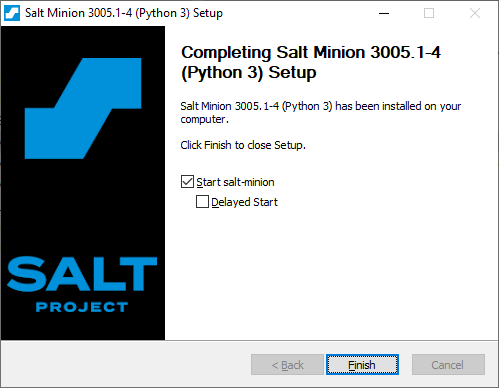 Salt Minion 3005.1-4 (Python 3) Setup
Completing Salt Minion 3005.1-4
(Python 3) Setup
Salt Minion 3005.1-4 (Python 3) has been installed on your
computer.
Click Finish to close Setup.
Start salt-minion
Delayed Start
SALT
PROJECT
< Back
Finish
Cancel